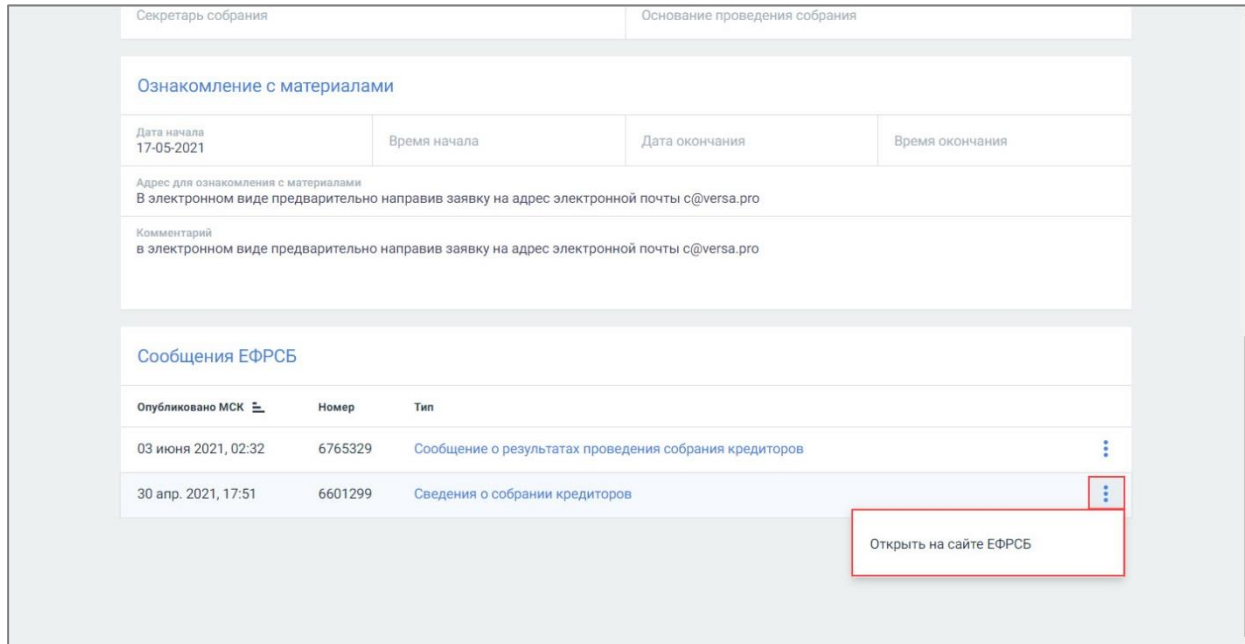 Секретарь собрания
Основание проведения собрания
Ознакомление с материалами
Дата начала
17-05-2021
Время начала
Дата окончания
Время окончания
Адрес для ознакомления с материалами
В электронном виде предварительно направив заявку на адрес электронной почты c@versa.pro
Комментарий
в электронном виде предварительно направив заявку на адрес электронной почты c@versa.pro
Сообщения ЕФРСБ
Опубликовано МСК Номер Тип
03 июня 2021, 02:32 6765329 Сообщение о результатах проведения собрания кредиторов
30 апр. 2021, 17:51 6601299 Сведения о собрании кредиторов
Открыть на сайте ЕФРСБ